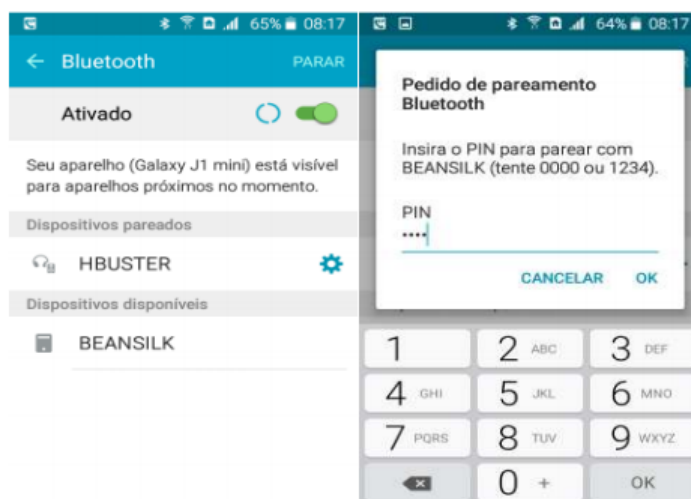 65% 08:17
Bluetooth PARAR
Ativado
Seu aparelho (Galaxy J1 mini) está visível
para aparelhos próximos no momento.
Dispositivos pareados
HBUSTER
Dispositivos disponíveis
BEANSILK
64% 08:17
Pedido de pareamento
Bluetooth
Insira o PIN para parear com
BEANSILK (tente 0000 ou 1234).
PIN
••••
CANCELAR OK
1 2 ABC 3 DEF
4 GHI 5 JKL 6 MNO
7 PQRS 8 TUV 9 WXYZ
0 + OK